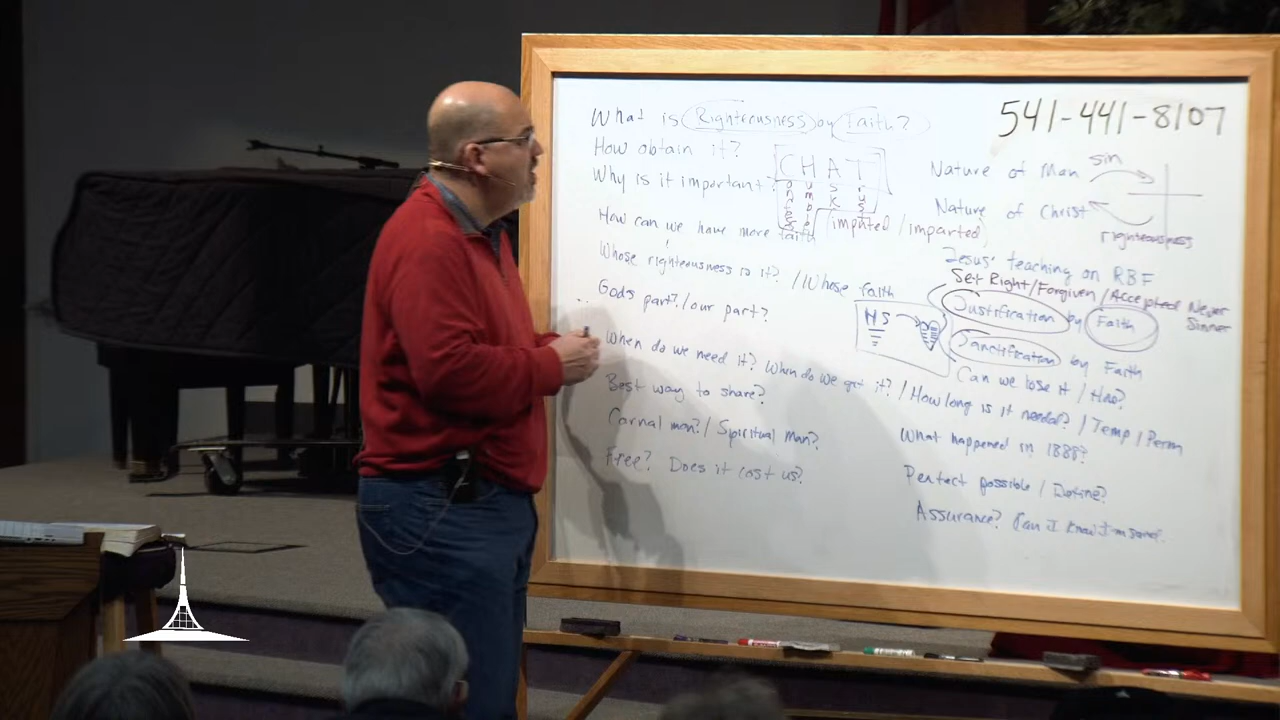 What is Righteousness by Faith?
541-441-8107
How obtain it?
CHAT
Why is it important?
How can we have more faith
imputed / imparted
Whose righteousness is it? / Whose faith
God's part? / our part?
When do we need it? When do we get it? / How long is it needed? / Temp / Perm
Best way to share?
Carnal man? / Spiritual Man?
Free? Does it cost us?
Nature of Man
sin
Nature of Christ
righteousness
Jesus' teaching on RBF
Set Right / Forgiven / Accepted Never Sinner
Justification by Faith
HS
Sanctification by Faith
Can we lose it / How?
What happened in 1888?
Perfect possible / Define?
Assurance? Can I know I'm saved.